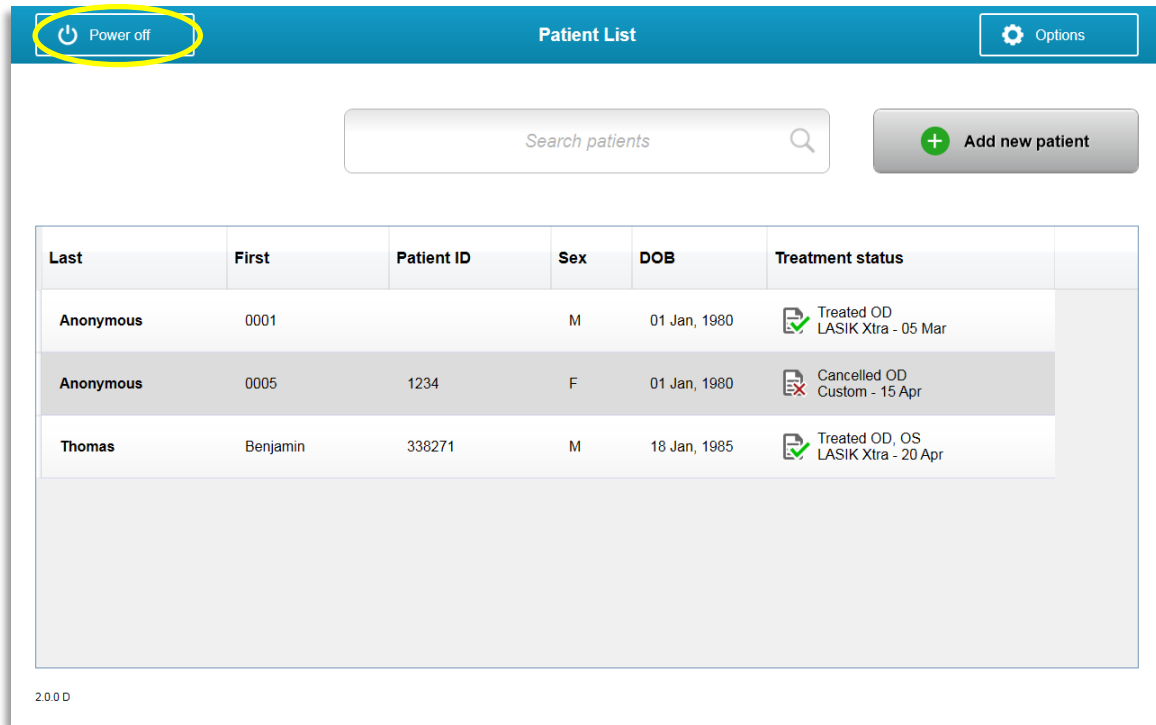 Power off
Patient List
Options
Search patients
Add new patient
Last First Patient ID Sex DOB Treatment status
Anonymous 0001 M 01 Jan, 1980 Treated OD
LASIK Xtra - 05 Mar
Anonymous 0005 1234 F 01 Jan, 1980 Cancelled OD
Custom - 15 Apr
Thomas Benjamin 338271 M 18 Jan, 1985 Treated OD, OS
LASIK Xtra - 20 Apr
2.0.0 D